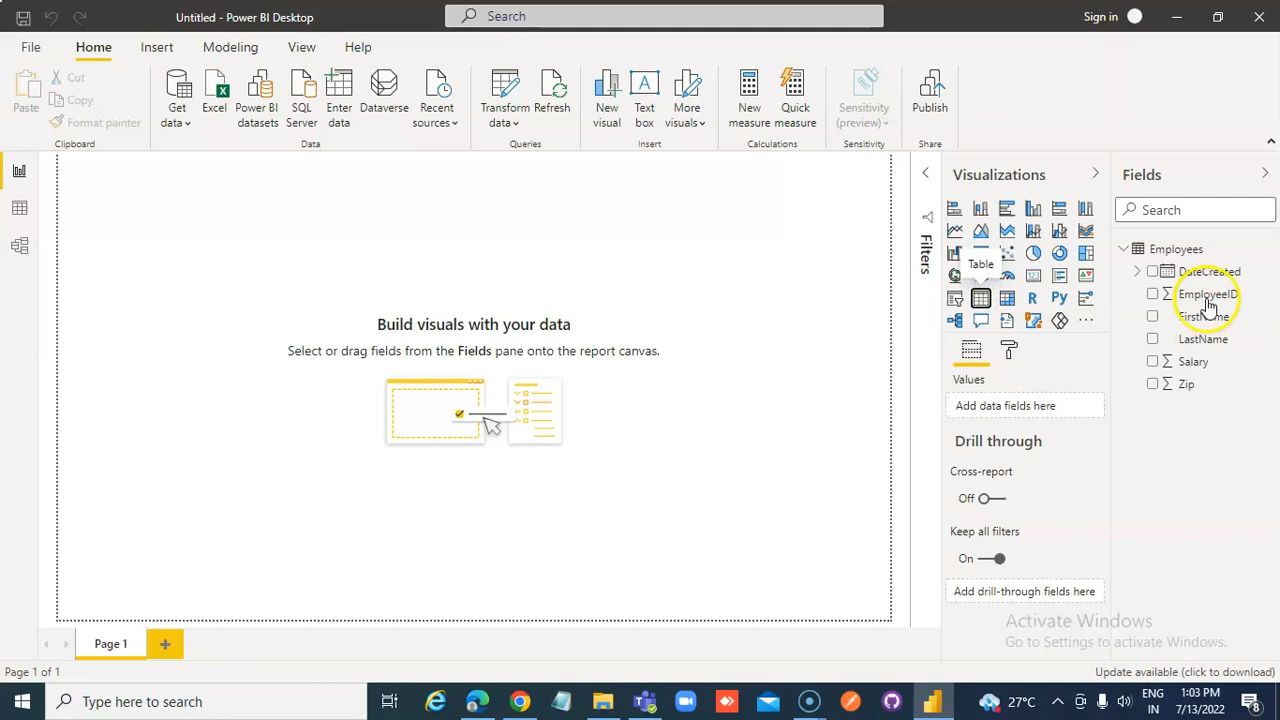 Untitled - Power BI Desktop
Search
Sign in
File
Home
Insert
Modeling
View
Help
Paste
Cut
Copy
Format painter
Clipboard
Get data
Excel
Power BI datasets
SQL Server
Enter data
Dataverse
Recent sources
Data
Transform data
Refresh
Queries
New visual
Text box
More visuals
Insert
New measure
Quick measure
Calculations
Sensitivity (preview)
Sensitivity
Publish
Share
Build visuals with your data
Select or drag fields from the Fields pane onto the report canvas.
Filters
Visualizations
Table
123
R
Py
Values
Add data fields here
Drill through
Cross-report
Off
Keep all filters
On
Add drill-through fields here
Fields
Search
Employees
DateCreated
EmployeeID
FirstName
LastName
Salary
Zip
Activate Windows
Go to Settings to activate Windows.
Page 1
Page 1 of 1
Update available (click to download)
Type here to search
27°C
ENG
IN
1:03 PM
7/13/2022
8